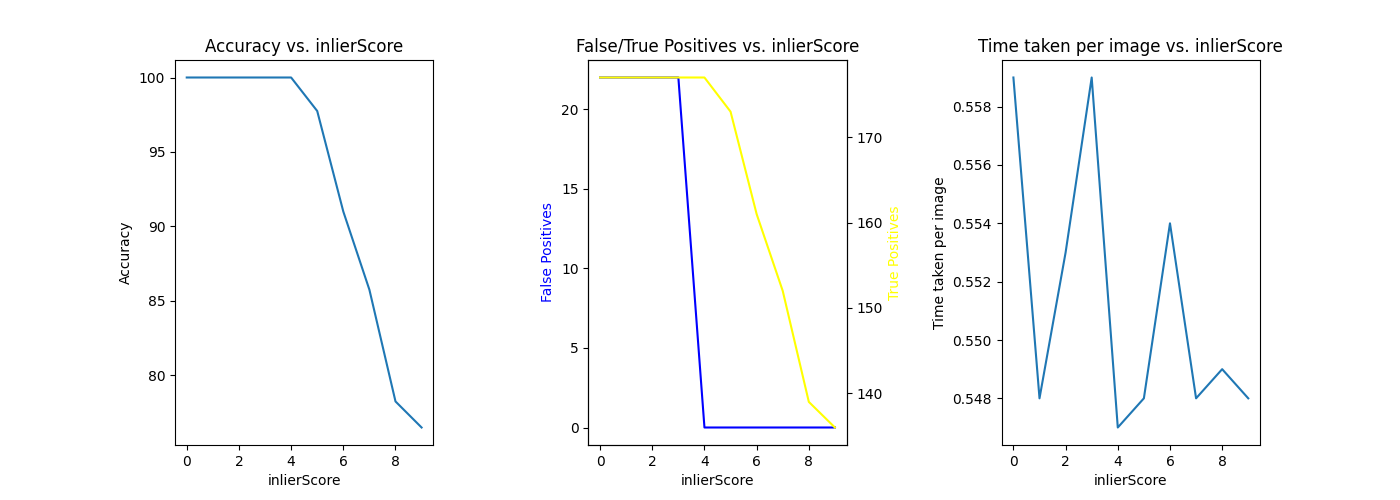 Accuracy vs. inlierScore
100
95
90
85
80
Accuracy
0 2 4 6 8
inlierScore
False/True Positives vs. inlierScore
20
15
10
5
0
False Positives
170
160
150
140
True Positives
0 2 4 6 8
inlierScore
Time taken per image vs. inlierScore
0.558
0.556
0.554
0.552
0.550
0.548
Time taken per image
0 2 4 6 8
inlierScore